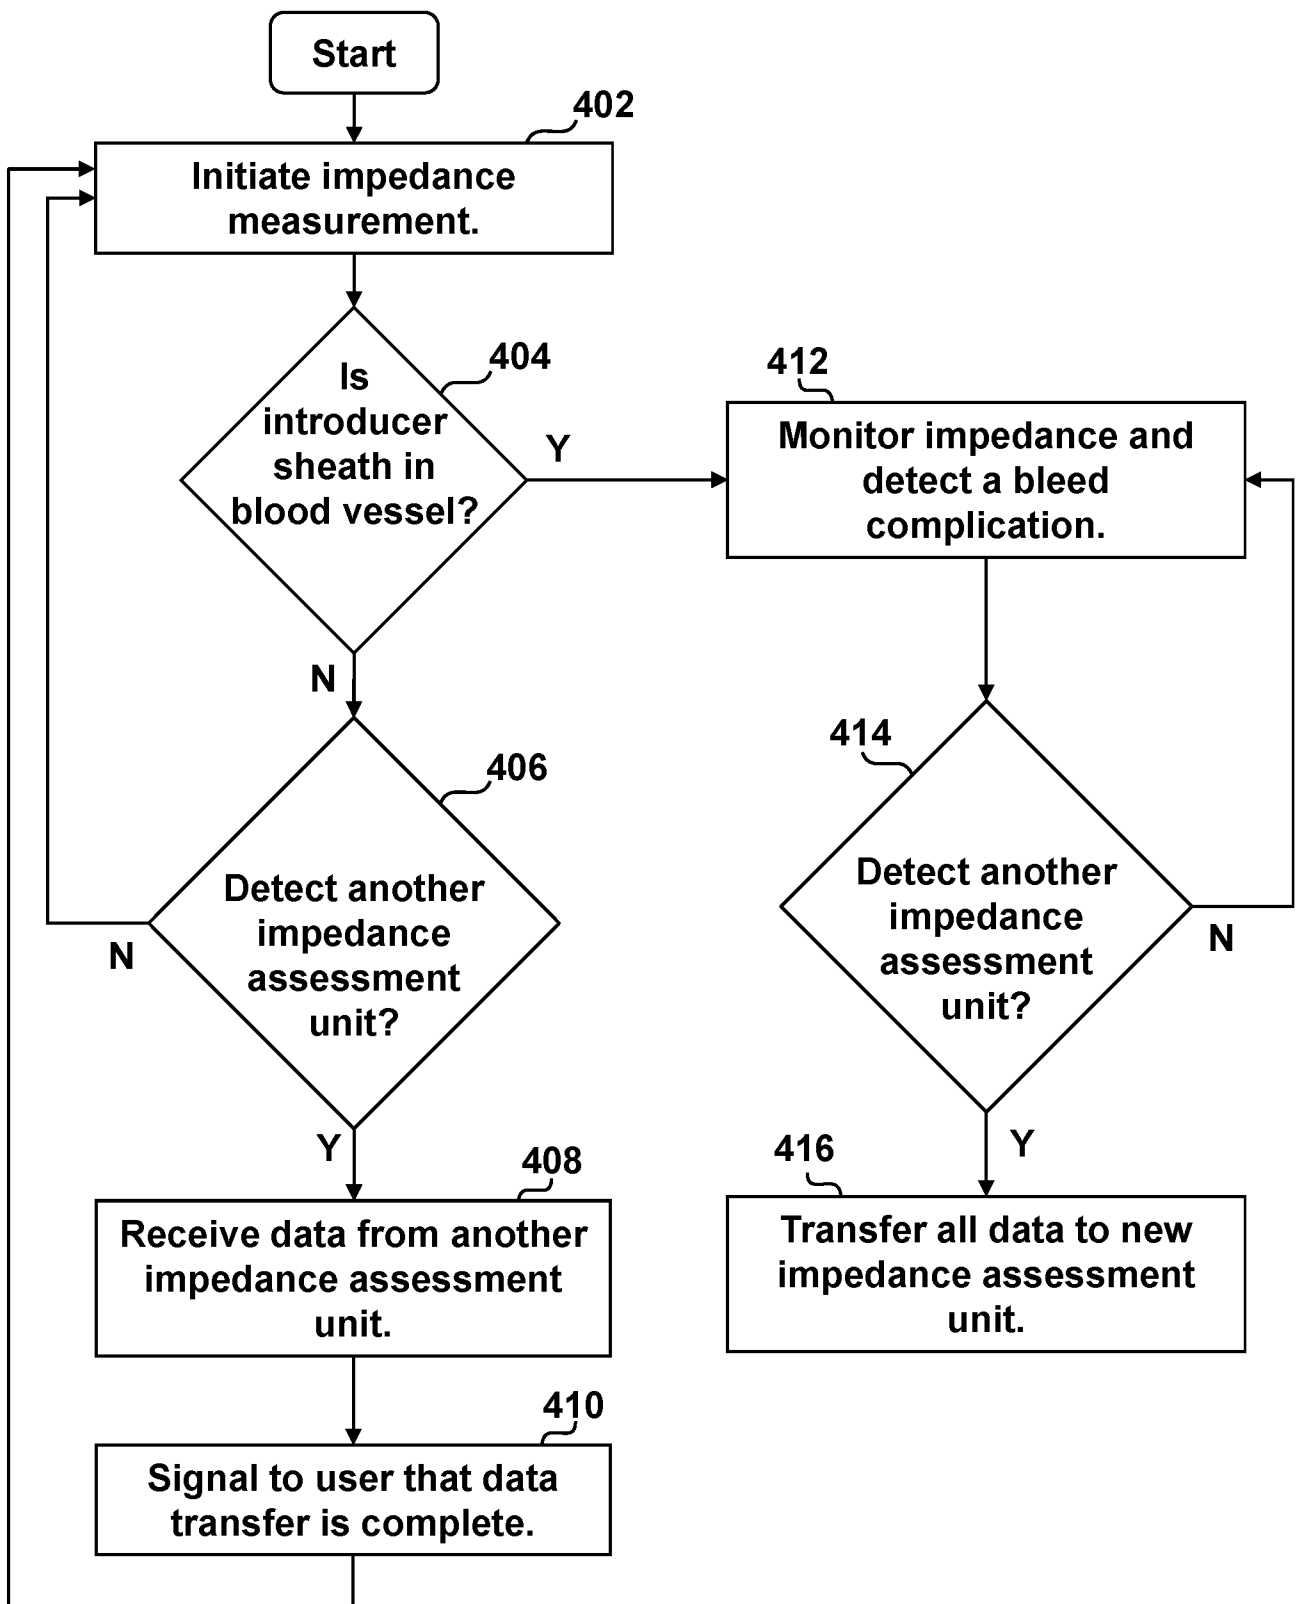 Start
402
Initiate impedance
measurement.
404
Is
introducer
sheath in
blood vessel?
Y
N
412
Monitor impedance and
detect a bleed
complication.
406
Detect another
impedance
assessment
unit?
N
Y
414
Detect another
impedance
assessment
unit?
N
Y
408
Receive data from another
impedance assessment
unit.
416
Transfer all data to new
impedance assessment
unit.
410
Signal to user that data
transfer is complete.